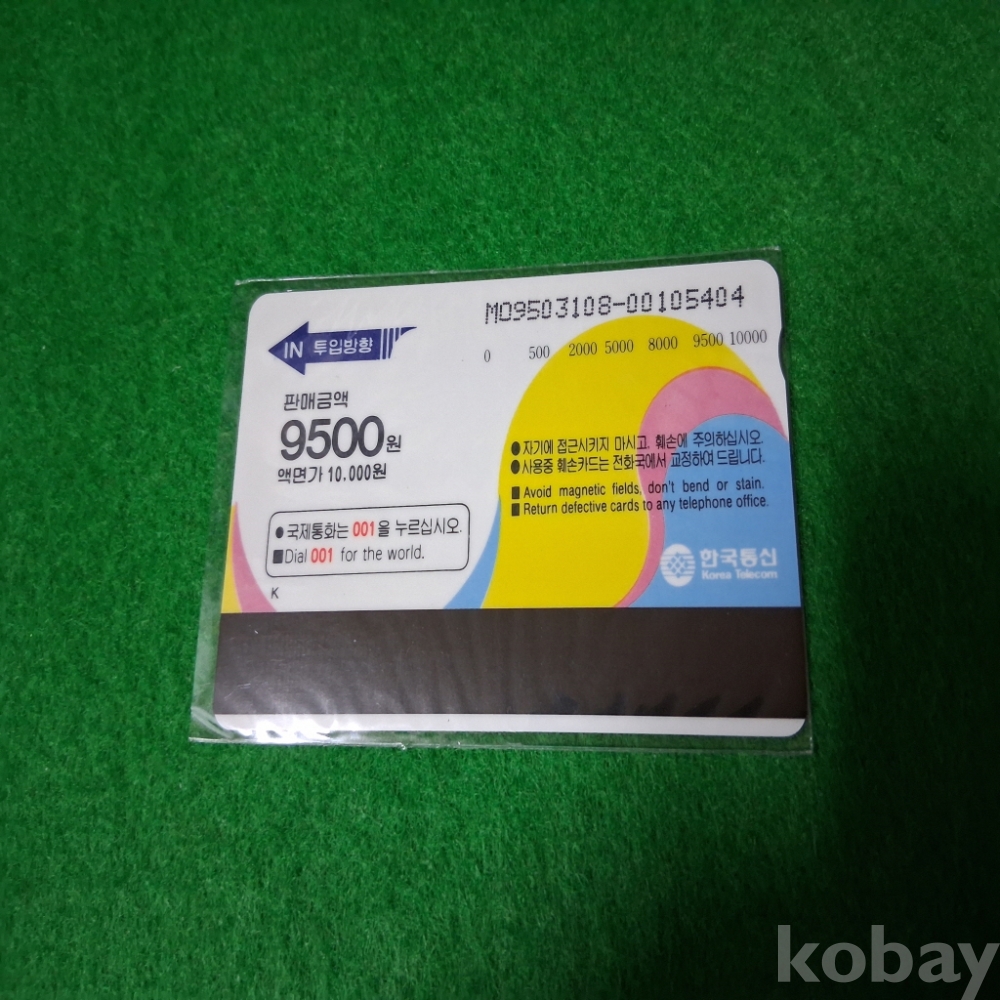 MO9503108-00105404
0 500 2000 5000 8000 9500 10000
IN 투입방향
판매금액
9500원
액면가 10.000원
● 자기에 접근시키지 마시고, 훼손에 주의하십시오.
● 사용중 훼손카드는 전화국에서 교정하여 드립니다.
■ Avoid magnetic fields, don't bend or stain.
■ Return defective cards to any telephone office.
● 국제통화는 001을 누르십시오.
■ Dial 001 for the world.
K
한국통신
Korea Telecom
kobay